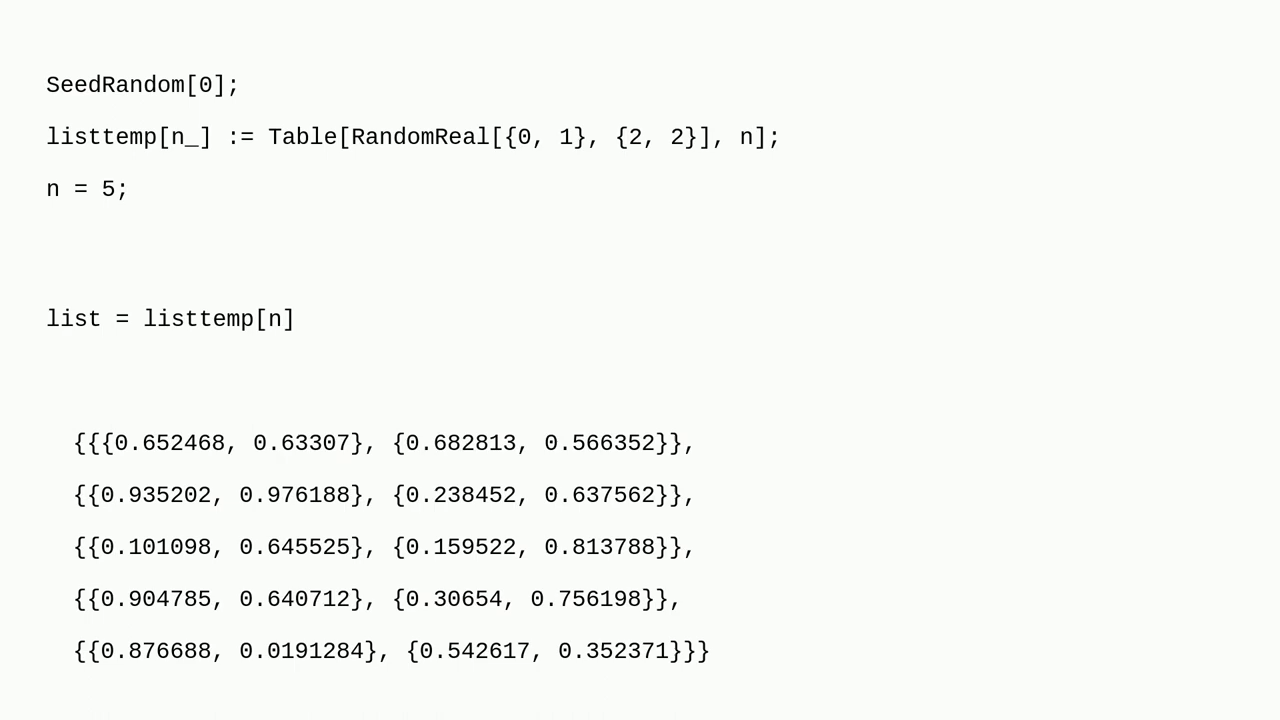 SeedRandom[0];
listtemp[n_] := Table[RandomReal[{0, 1}, {2, 2}], n];
n = 5;
list = listtemp[n]
{{{0.652468, 0.63307}, {0.682813, 0.566352}},
{{0.935202, 0.976188}, {0.238452, 0.637562}},
{{0.101098, 0.645525}, {0.159522, 0.813788}},
{{0.904785, 0.640712}, {0.30654, 0.756198}},
{{0.876688, 0.0191284}, {0.542617, 0.352371}}}